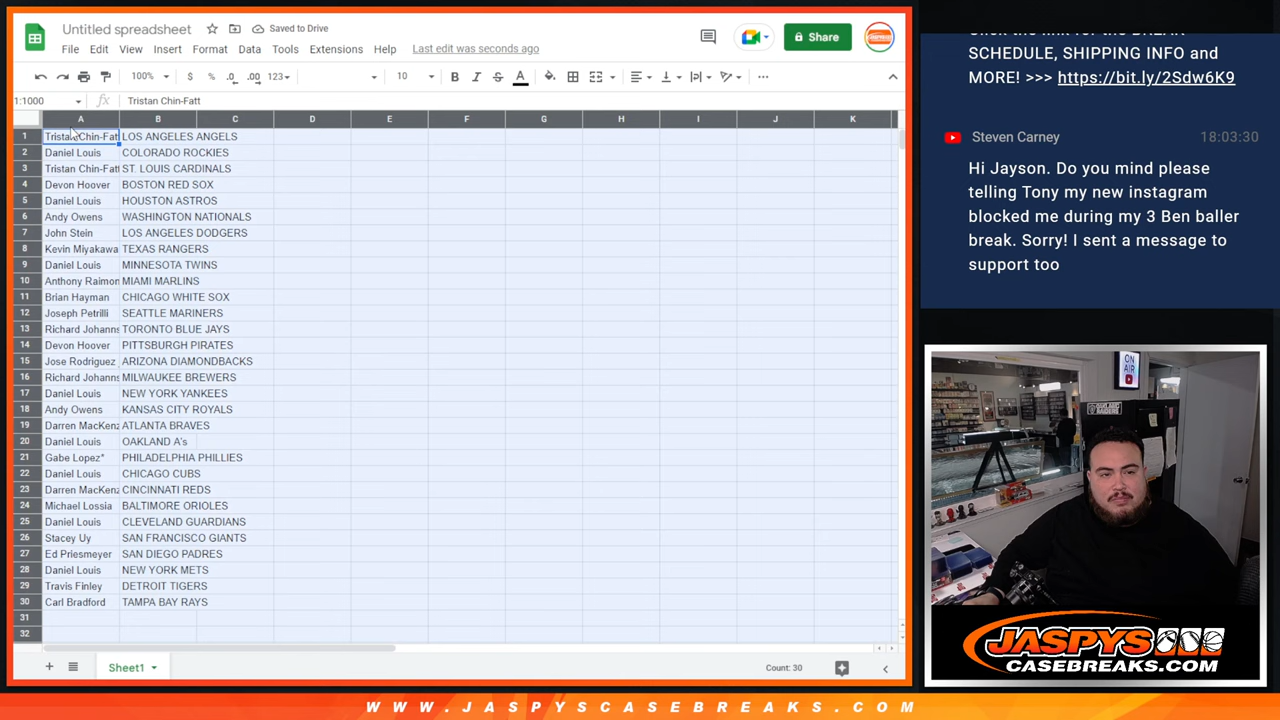 Untitled spreadsheet
Saved to Drive
File Edit View Insert Format Data Tools Extensions Help Last edit was seconds ago
Share
100% $ % .0 .00 123 10 B I S A
1:1000 fx Tristan Chin-Fatt
A B C D E F G H I J K
1 Tristan Chin-Fatt LOS ANGELES ANGELS
2 Daniel Louis COLORADO ROCKIES
3 Tristan Chin-Fatt ST. LOUIS CARDINALS
4 Devon Hoover BOSTON RED SOX
5 Daniel Louis HOUSTON ASTROS
6 Andy Owens WASHINGTON NATIONALS
7 John Stein LOS ANGELES DODGERS
8 Kevin Miyakawa TEXAS RANGERS
9 Daniel Louis MINNESOTA TWINS
10 Anthony Raimon MIAMI MARLINS
11 Brian Hayman CHICAGO WHITE SOX
12 Joseph Petrilli SEATTLE MARINERS
13 Richard Johanns TORONTO BLUE JAYS
14 Devon Hoover PITTSBURGH PIRATES
15 Jose Rodriguez ARIZONA DIAMONDBACKS
16 Richard Johanns MILWAUKEE BREWERS
17 Daniel Louis NEW YORK YANKEES
18 Andy Owens KANSAS CITY ROYALS
19 Darren MacKenz ATLANTA BRAVES
20 Daniel Louis OAKLAND A's
21 Gabe Lopez* PHILADELPHIA PHILLIES
22 Daniel Louis CHICAGO CUBS
23 Darren MacKenz CINCINNATI REDS
24 Michael Lossia BALTIMORE ORIOLES
25 Daniel Louis CLEVELAND GUARDIANS
26 Stacey Uy SAN FRANCISCO GIANTS
27 Ed Priesmeyer SAN DIEGO PADRES
28 Daniel Louis NEW YORK METS
29 Travis Finley DETROIT TIGERS
30 Carl Bradford TAMPA BAY RAYS
31
32
Sheet1
Count: 30
SCHEDULE, SHIPPING INFO and
MORE! >>> https://bit.ly/2Sdw6K9
Steven Carney 18:03:30
Hi Jayson. Do you mind please
telling Tony my new instagram
blocked me during my 3 Ben baller
break. Sorry! I sent a message to
support too
ON AIR
JASPYS
CASEBREAKS.COM
WWW.JASPYSCASEBREAKS.COM